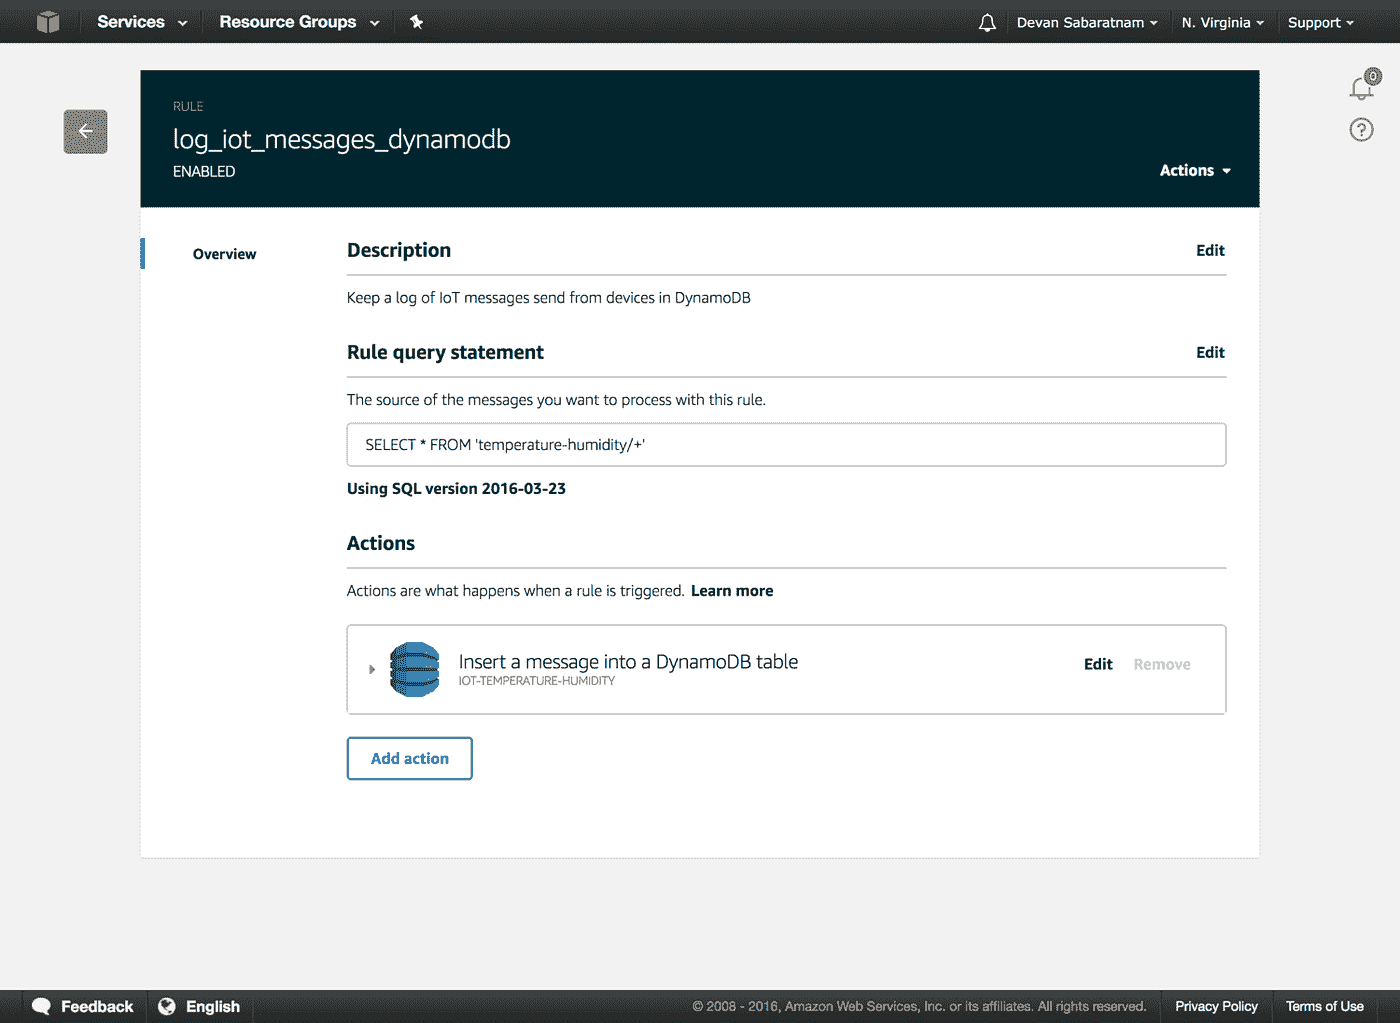 Services Resource Groups Devan Sabaratnam N. Virginia Support
0
RULE
log_iot_messages_dynamodb
ENABLED
Actions
?
Overview
Description Edit
Keep a log of IoT messages send from devices in DynamoDB
Rule query statement Edit
The source of the messages you want to process with this rule.
SELECT * FROM 'temperature-humidity/+'
Using SQL version 2016-03-23
Actions
Actions are what happens when a rule is triggered. Learn more
Insert a message into a DynamoDB table Edit Remove
IOT-TEMPERATURE-HUMIDITY
Add action
Feedback English © 2008 - 2016, Amazon Web Services, Inc. or its affiliates. All rights reserved. Privacy Policy Terms of Use